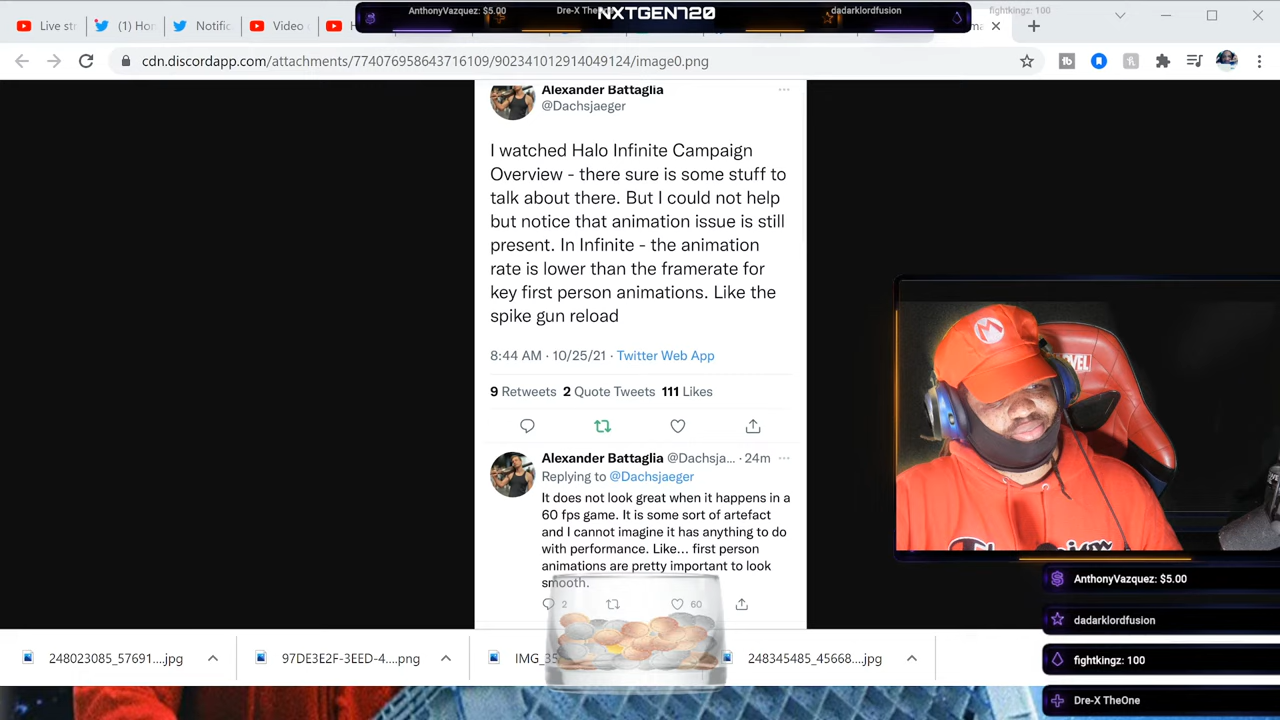 AnthonyVazquez: $5.00
Dre-X TheOne
NXTGEN720
dadarklordfusion
fightkingz: 100
Live str
Notific
cdn.discordapp.com/attachments/774076958643716109/902341012914049124/image0.png
Alexander Battaglia
@Dachsjaeger
I watched Halo Infinite Campaign
Overview - there sure is some stuff to
talk about there. But I could not help
but notice that animation issue is still
present. In Infinite - the animation
rate is lower than the framerate for
key first person animations. Like the
spike gun reload
8:44 AM · 10/25/21 · Twitter Web App
9 Retweets 2 Quote Tweets 111 Likes
Alexander Battaglia @Dachsja... · 24m
Replying to @Dachsjaeger
It does not look great when it happens in a
60 fps game. It is some sort of artefact
and I cannot imagine it has anything to do
with performance. Like... first person
animations are pretty important to look
smooth.
2
60
M
MARVEL
AnthonyVazquez: $5.00
dadarklordfusion
fightkingz: 100
Dre-X TheOne
248023085_57691....jpg
97DE3E2F-3EED-4....png
IMG_35
248345485_45668....jpg